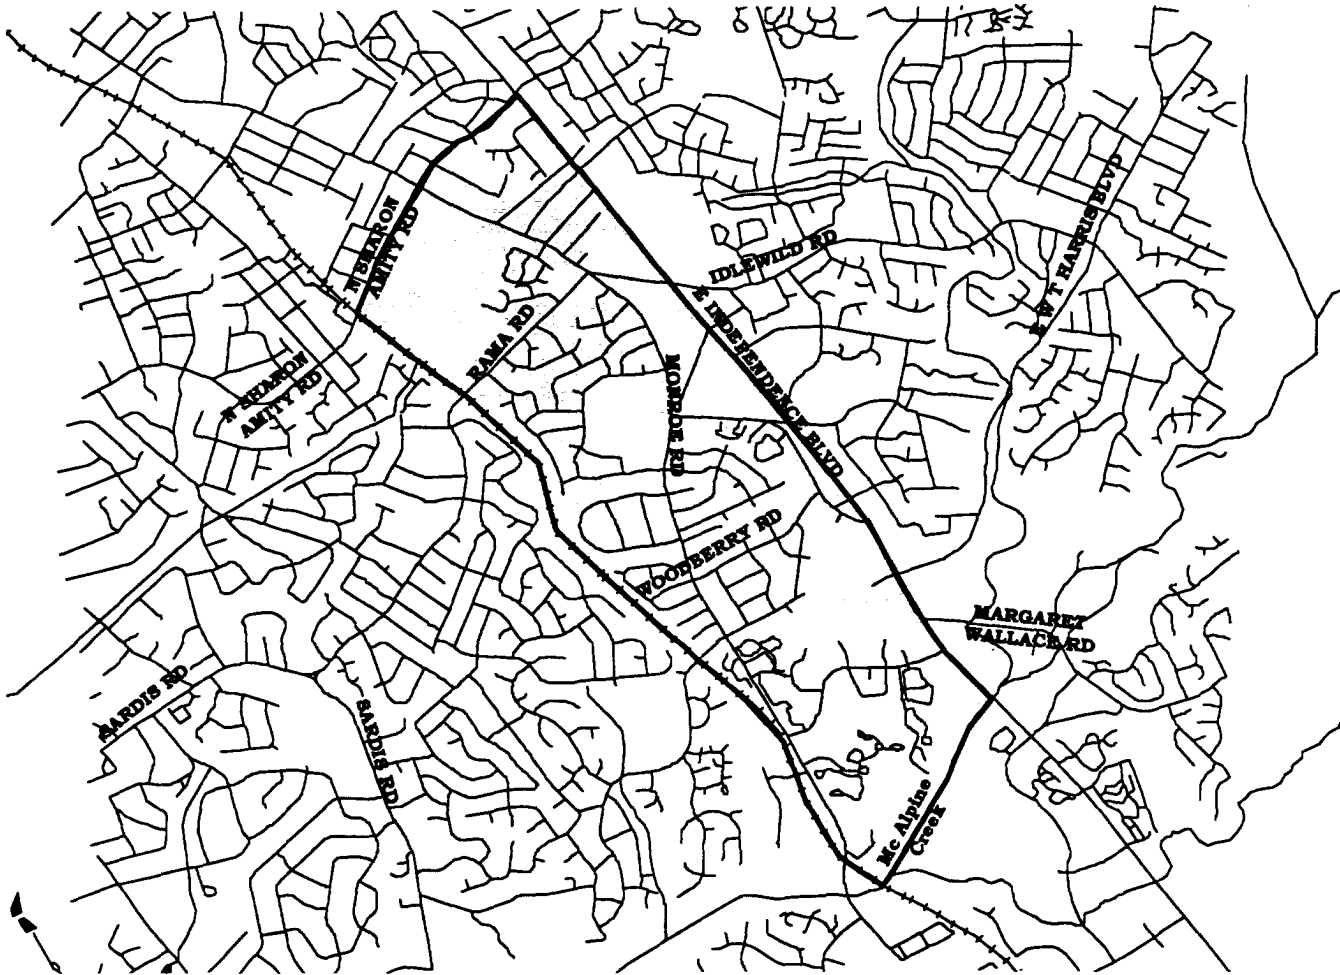 N SHARON
AMITY RD
IDLEWILD RD
E W T HARRIS BLVD
E INDEPENDENCE BLVD
RAMA RD
N SHARON
AMITY RD
MONROE RD
WOODBERRY RD
MARGARET
WALLACE RD
SARDIS RD
SARDIS RD
Mc Alpine
Creek